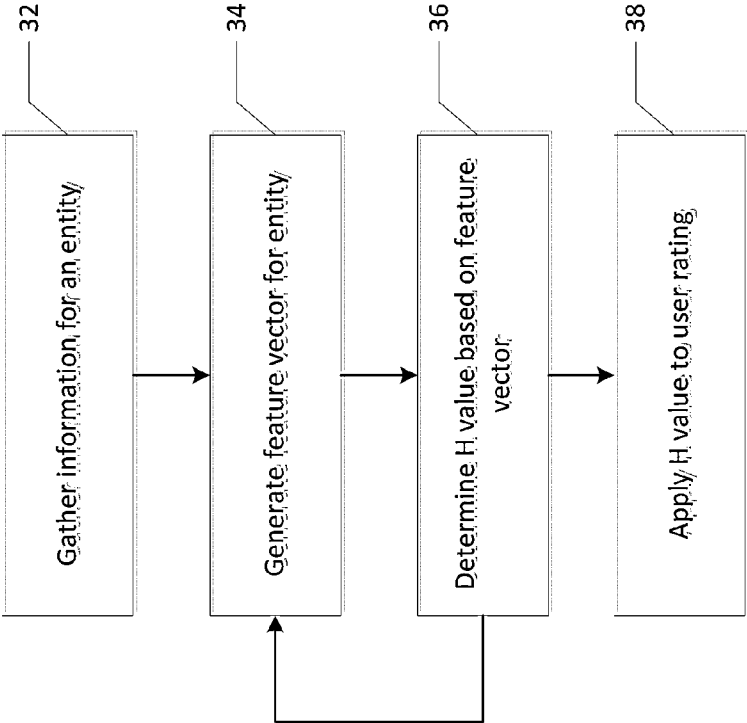 Gather information for an entity
32
Generate feature vector for entity
34
Determine H value based on feature
vector
36
Apply H value to user rating
38